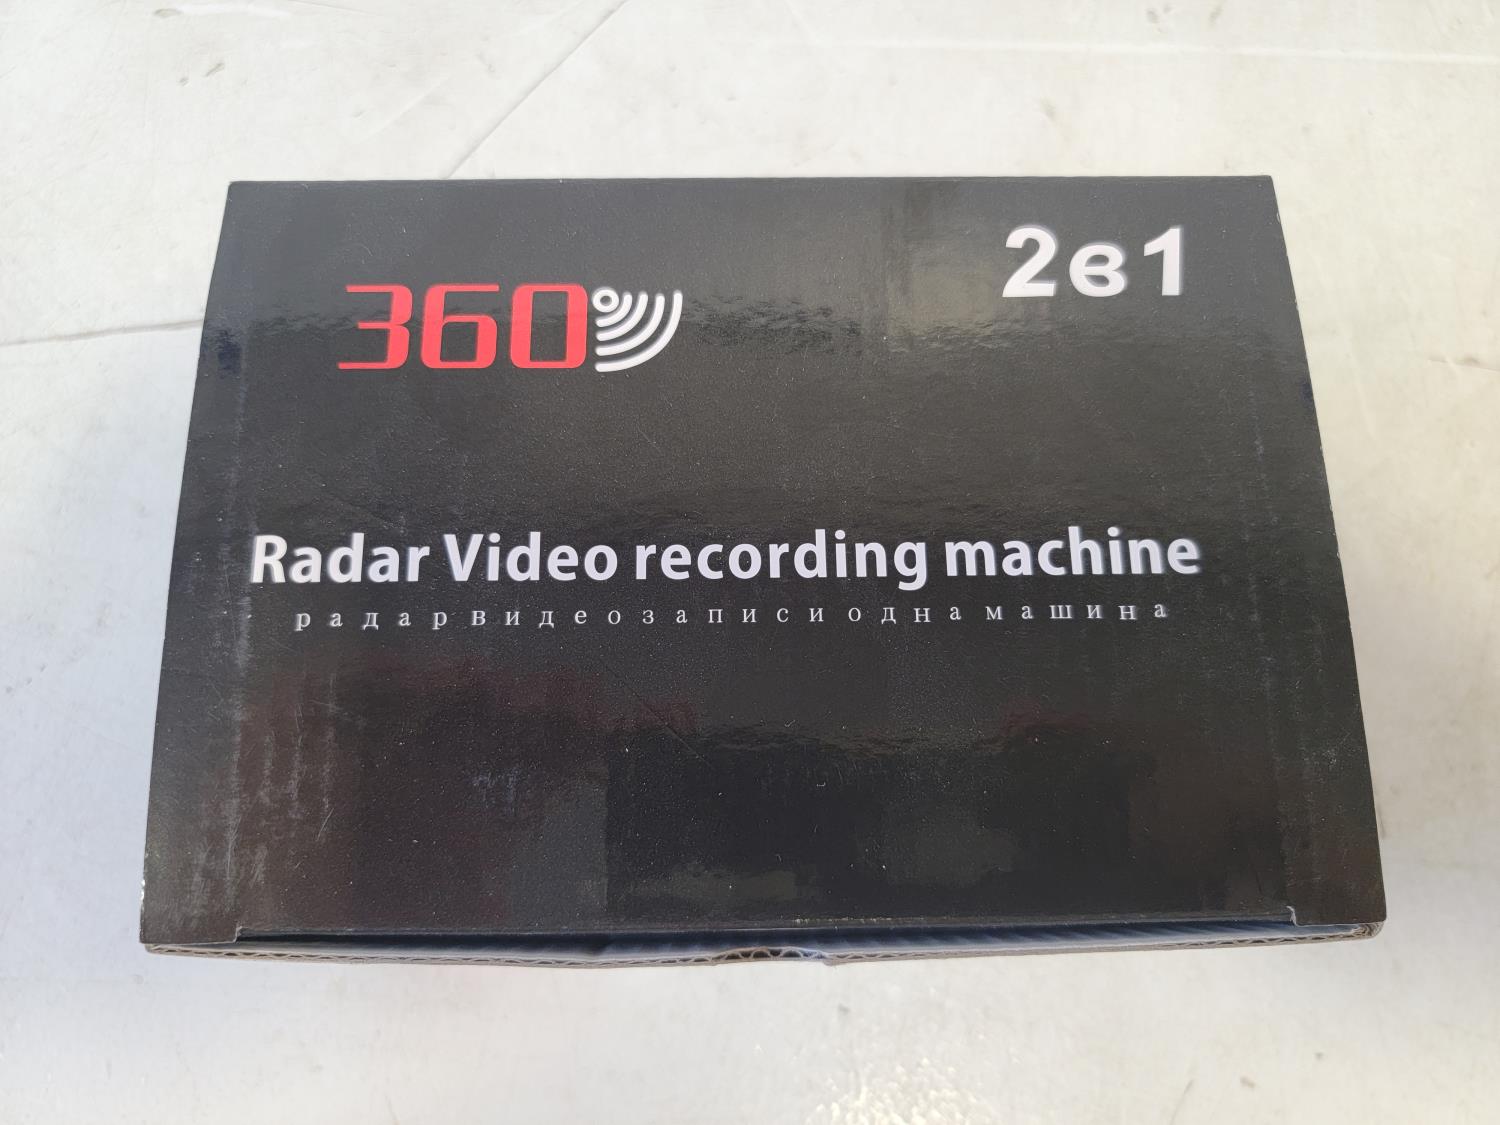 2в1
360
Radar Video recording machine
радарвидеозаписиоднамашина